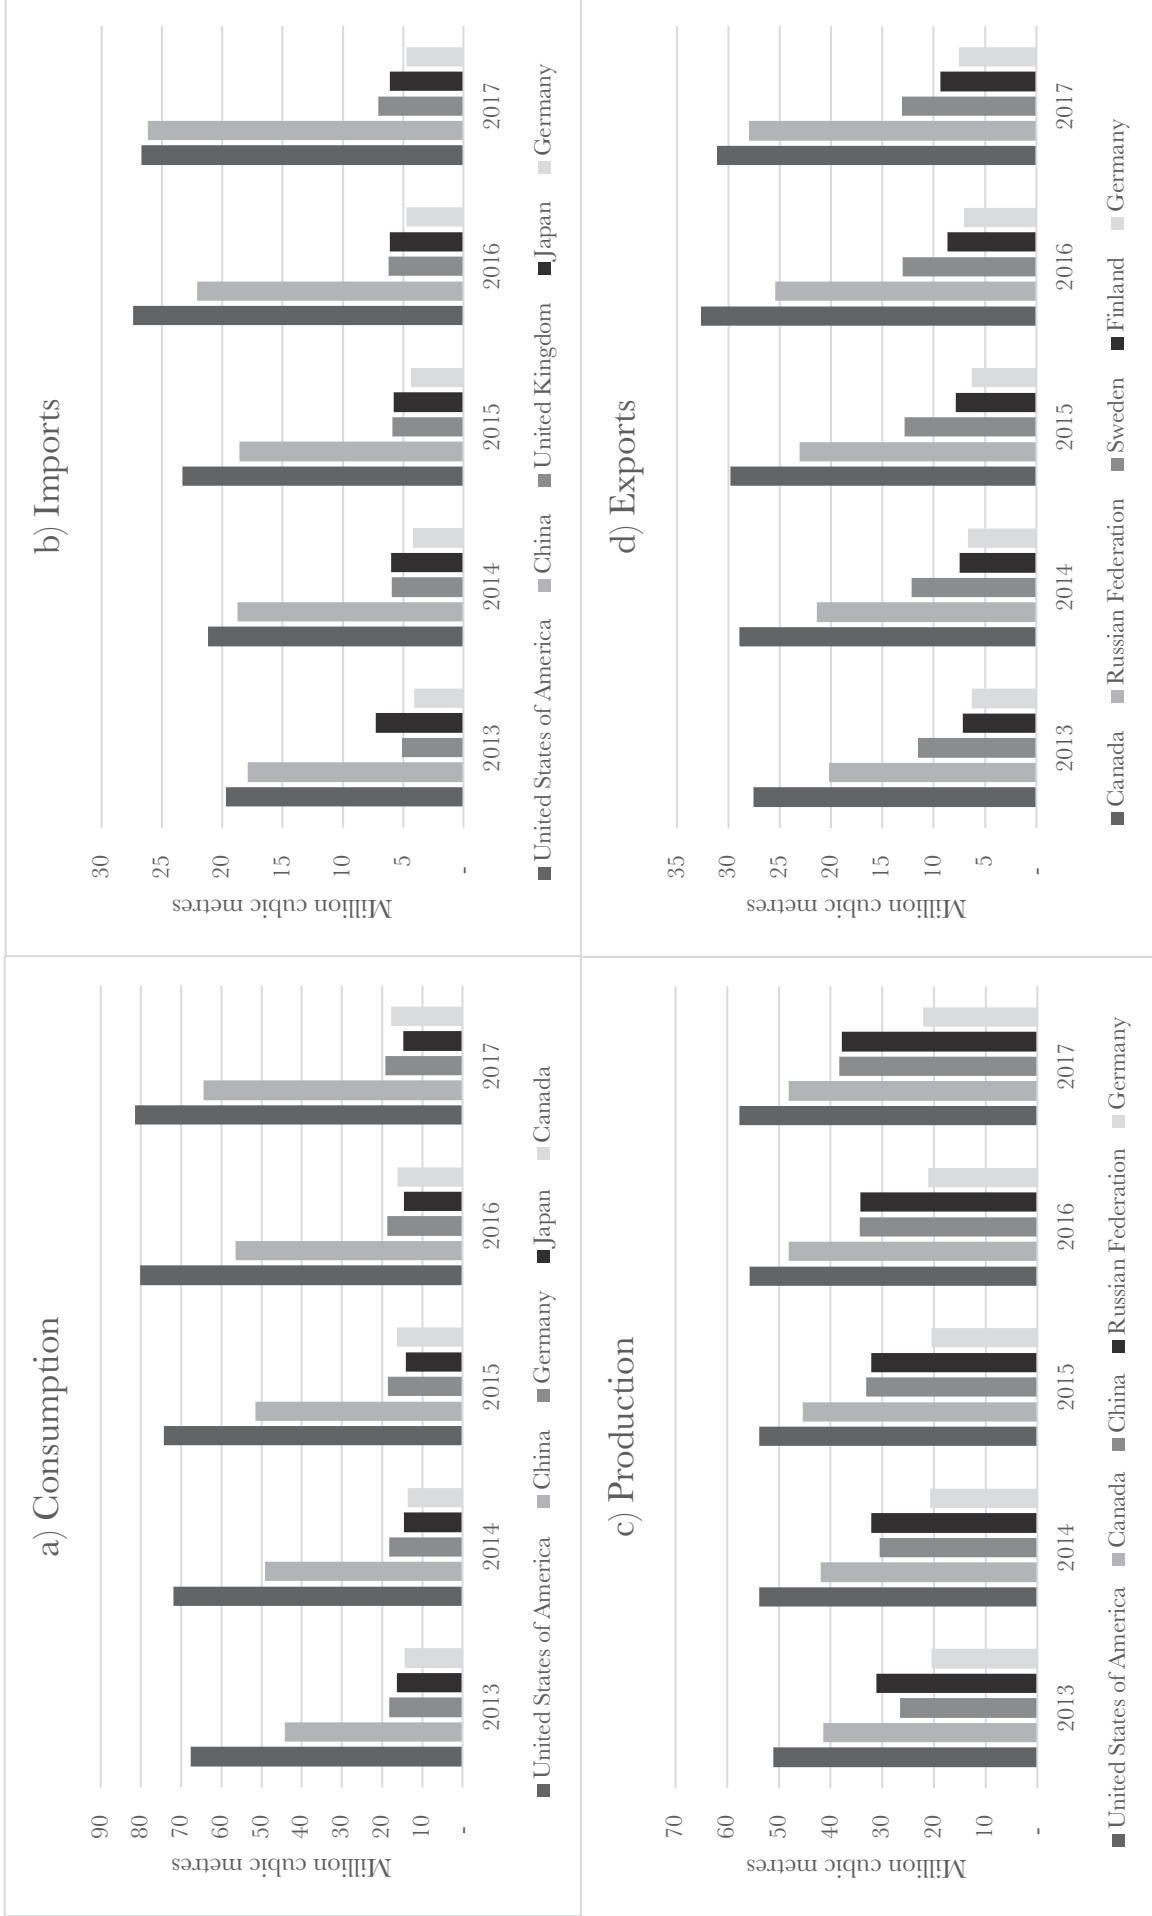 a) Consumption
Million cubic metres
90
80
70
60
50
40
30
20
10
-
2013 2014 2015 2016 2017
United States of America China Germany Japan Canada
b) Imports
Million cubic metres
30
25
20
15
10
5
-
2013 2014 2015 2016 2017
United States of America China United Kingdom Japan Germany
c) Production
Million cubic metres
70
60
50
40
30
20
10
-
2013 2014 2015 2016 2017
United States of America Canada China Russian Federation Germany
d) Exports
Million cubic metres
35
30
25
20
15
10
5
-
2013 2014 2015 2016 2017
Canada Russian Federation Sweden Finland Germany